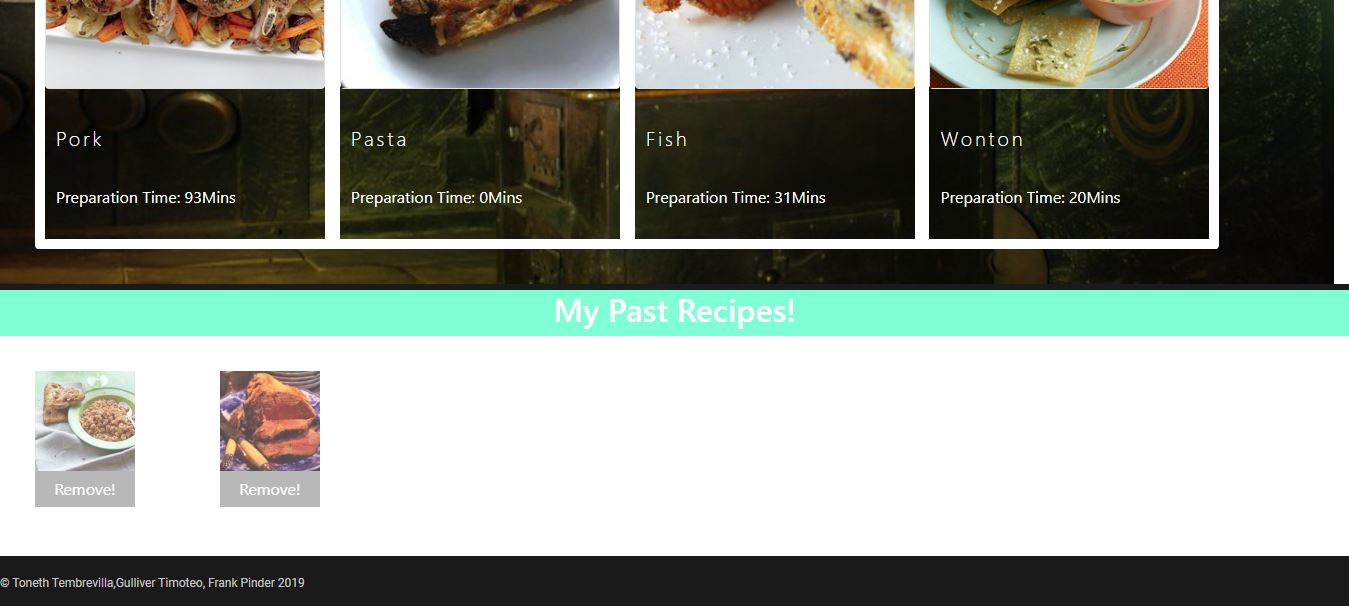 Pork
Pasta
Fish
Wonton
Preparation Time: 93Mins
Preparation Time: 0Mins
Preparation Time: 31Mins
Preparation Time: 20Mins
My Past Recipes!
Remove!
Remove!
© Toneth Tembrevilla,Gulliver Timoteo, Frank Pinder 2019